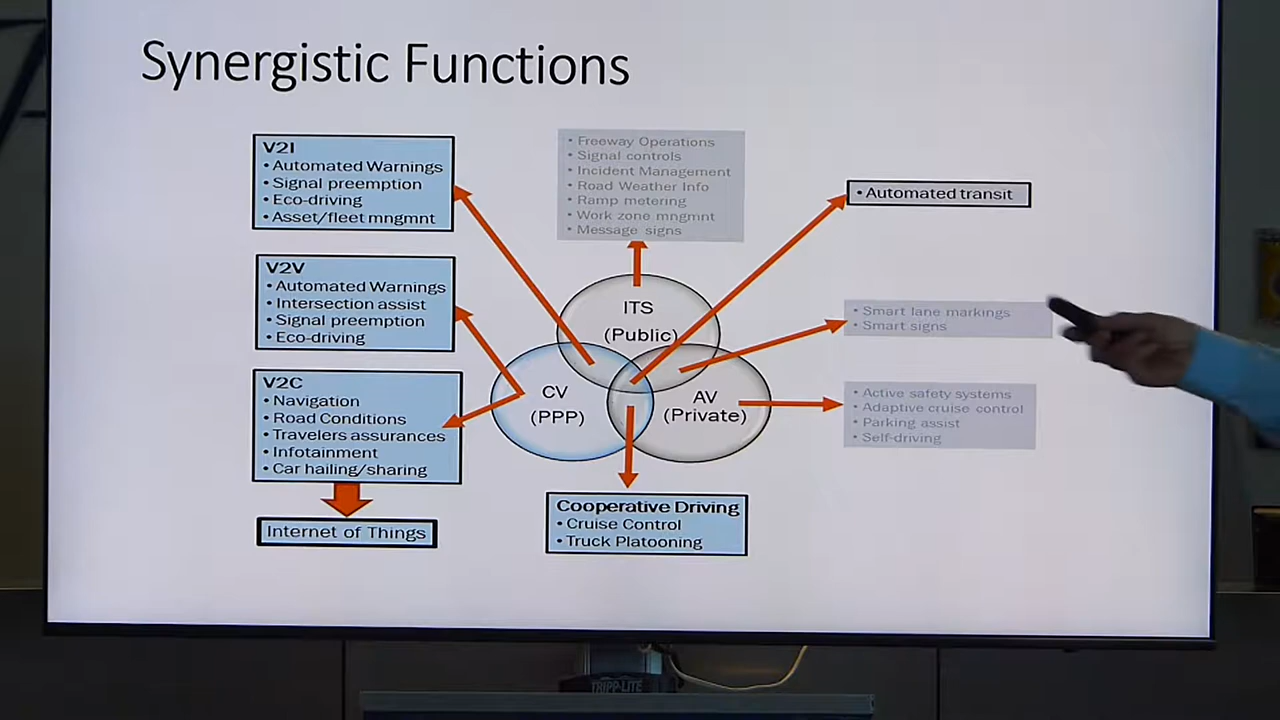 Synergistic Functions
V2I
• Automated Warnings
• Signal preemption
• Eco-driving
• Asset/fleet mngmnt
V2V
• Automated Warnings
• Intersection assist
• Signal preemption
• Eco-driving
V2C
• Navigation
• Road Conditions
• Travelers assurances
• Infotainment
• Car hailing/sharing
Internet of Things
• Freeway Operations
• Signal controls
• Incident Management
• Road Weather Info
• Ramp metering
• Work zone mngmnt
• Message signs
ITS
(Public)
CV
(PPP)
AV
(Private)
Cooperative Driving
• Cruise Control
• Truck Platooning
• Automated transit
• Smart lane markings
• Smart signs
• Active safety systems
• Adaptive cruise control
• Parking assist
• Self-driving
TRIPP-LITE